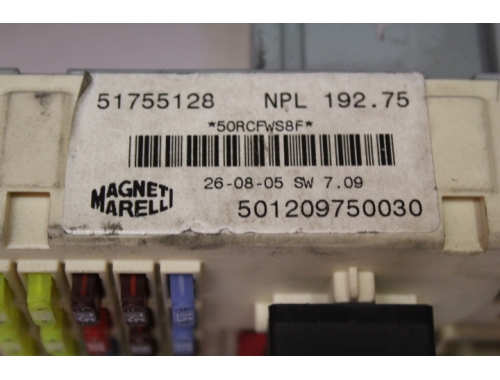 51755128 NPL 192.75
*50RCFWS8F*
26-08-05 SW 7.09
MAGNETI
MARELLI
501209750030